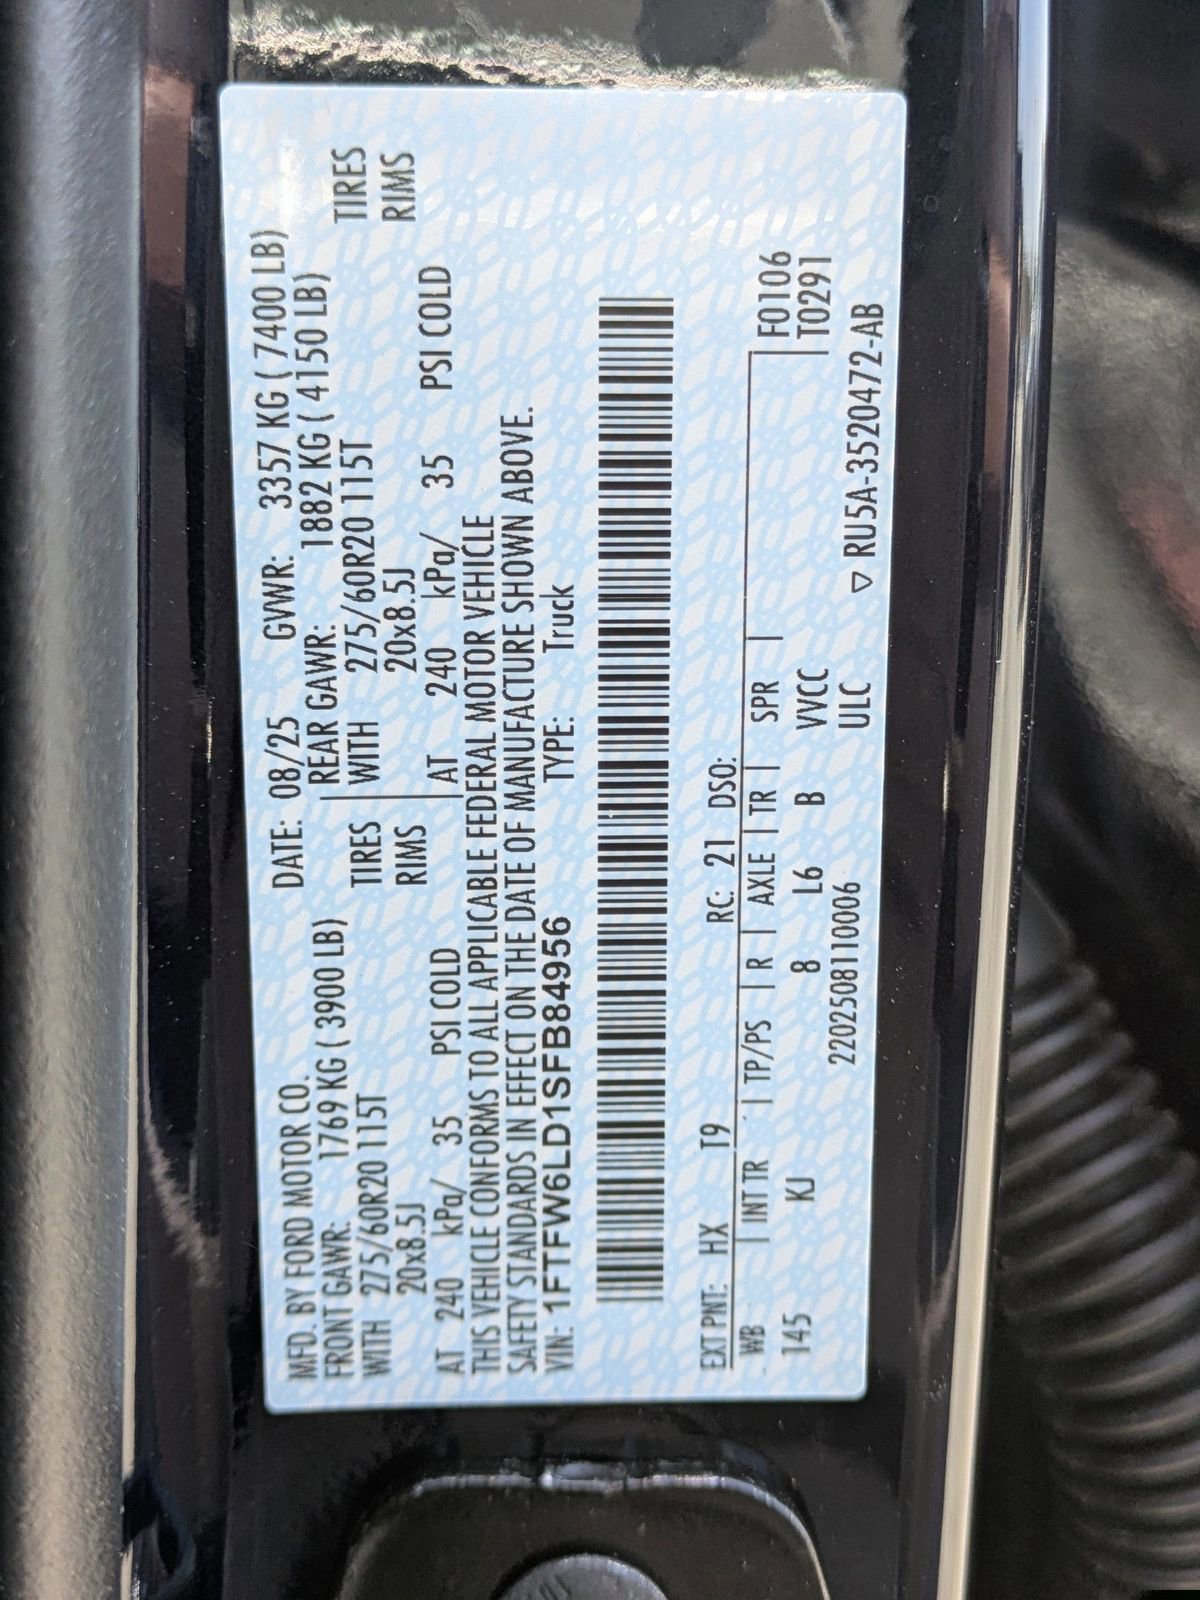 MFD. BY FORD MOTOR CO. DATE: 08/25 GVWR: 3357 KG ( 7400 LB)
FRONT GAWR: 1769 KG ( 3900 LB) REAR GAWR: 1882 KG ( 4150 LB)
WITH 275/60R20 115T TIRES WITH 275/60R20 115T TIRES
20x8.5J RIMS 20x8.5J RIMS
AT 240 kPa/ 35 PSI COLD AT 240 kPa/ 35 PSI COLD
THIS VEHICLE CONFORMS TO ALL APPLICABLE FEDERAL MOTOR VEHICLE
SAFETY STANDARDS IN EFFECT ON THE DATE OF MANUFACTURE SHOWN ABOVE.
VIN: 1FTFW6LD1SFB84956 TYPE: Truck
EXT PNT: HX T9 RC: 21 DSO: F0106
WB | INT TR | TP/PS | R | AXLE | TR | SPR | T0291
145 KJ 8 L6 B VVCC
2202508110006 ULC
▽ RU5A-3520472-AB